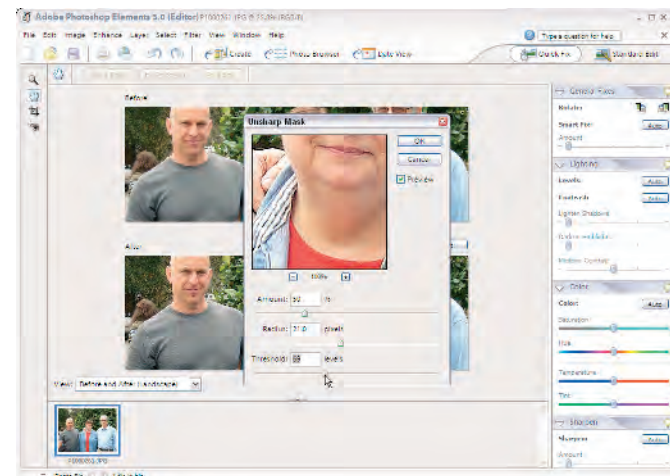 Adobe Photoshop Elements 5.0 (Editor)
File Edit Image Enhance Layer Select Filter View Window Help
Type a question for help
Create Photo Browser Date View
Quick Fix Standard Edit
General Fixes
Before
Rotate:
Unsharp Mask
Smart Fix: Auto
OK
Amount
Cancel
Lighting
Preview
Levels: Auto
Contrast: Auto
Lighten Shadows
After
Midtone Contrast
100%
Color
Amount: %
Color: Auto
Saturation
Radius: pixels
Hue
Threshold: levels
Temperature
View: Before and After (Landscape)
Tint
Sharpen
Sharpen: Auto
Amount